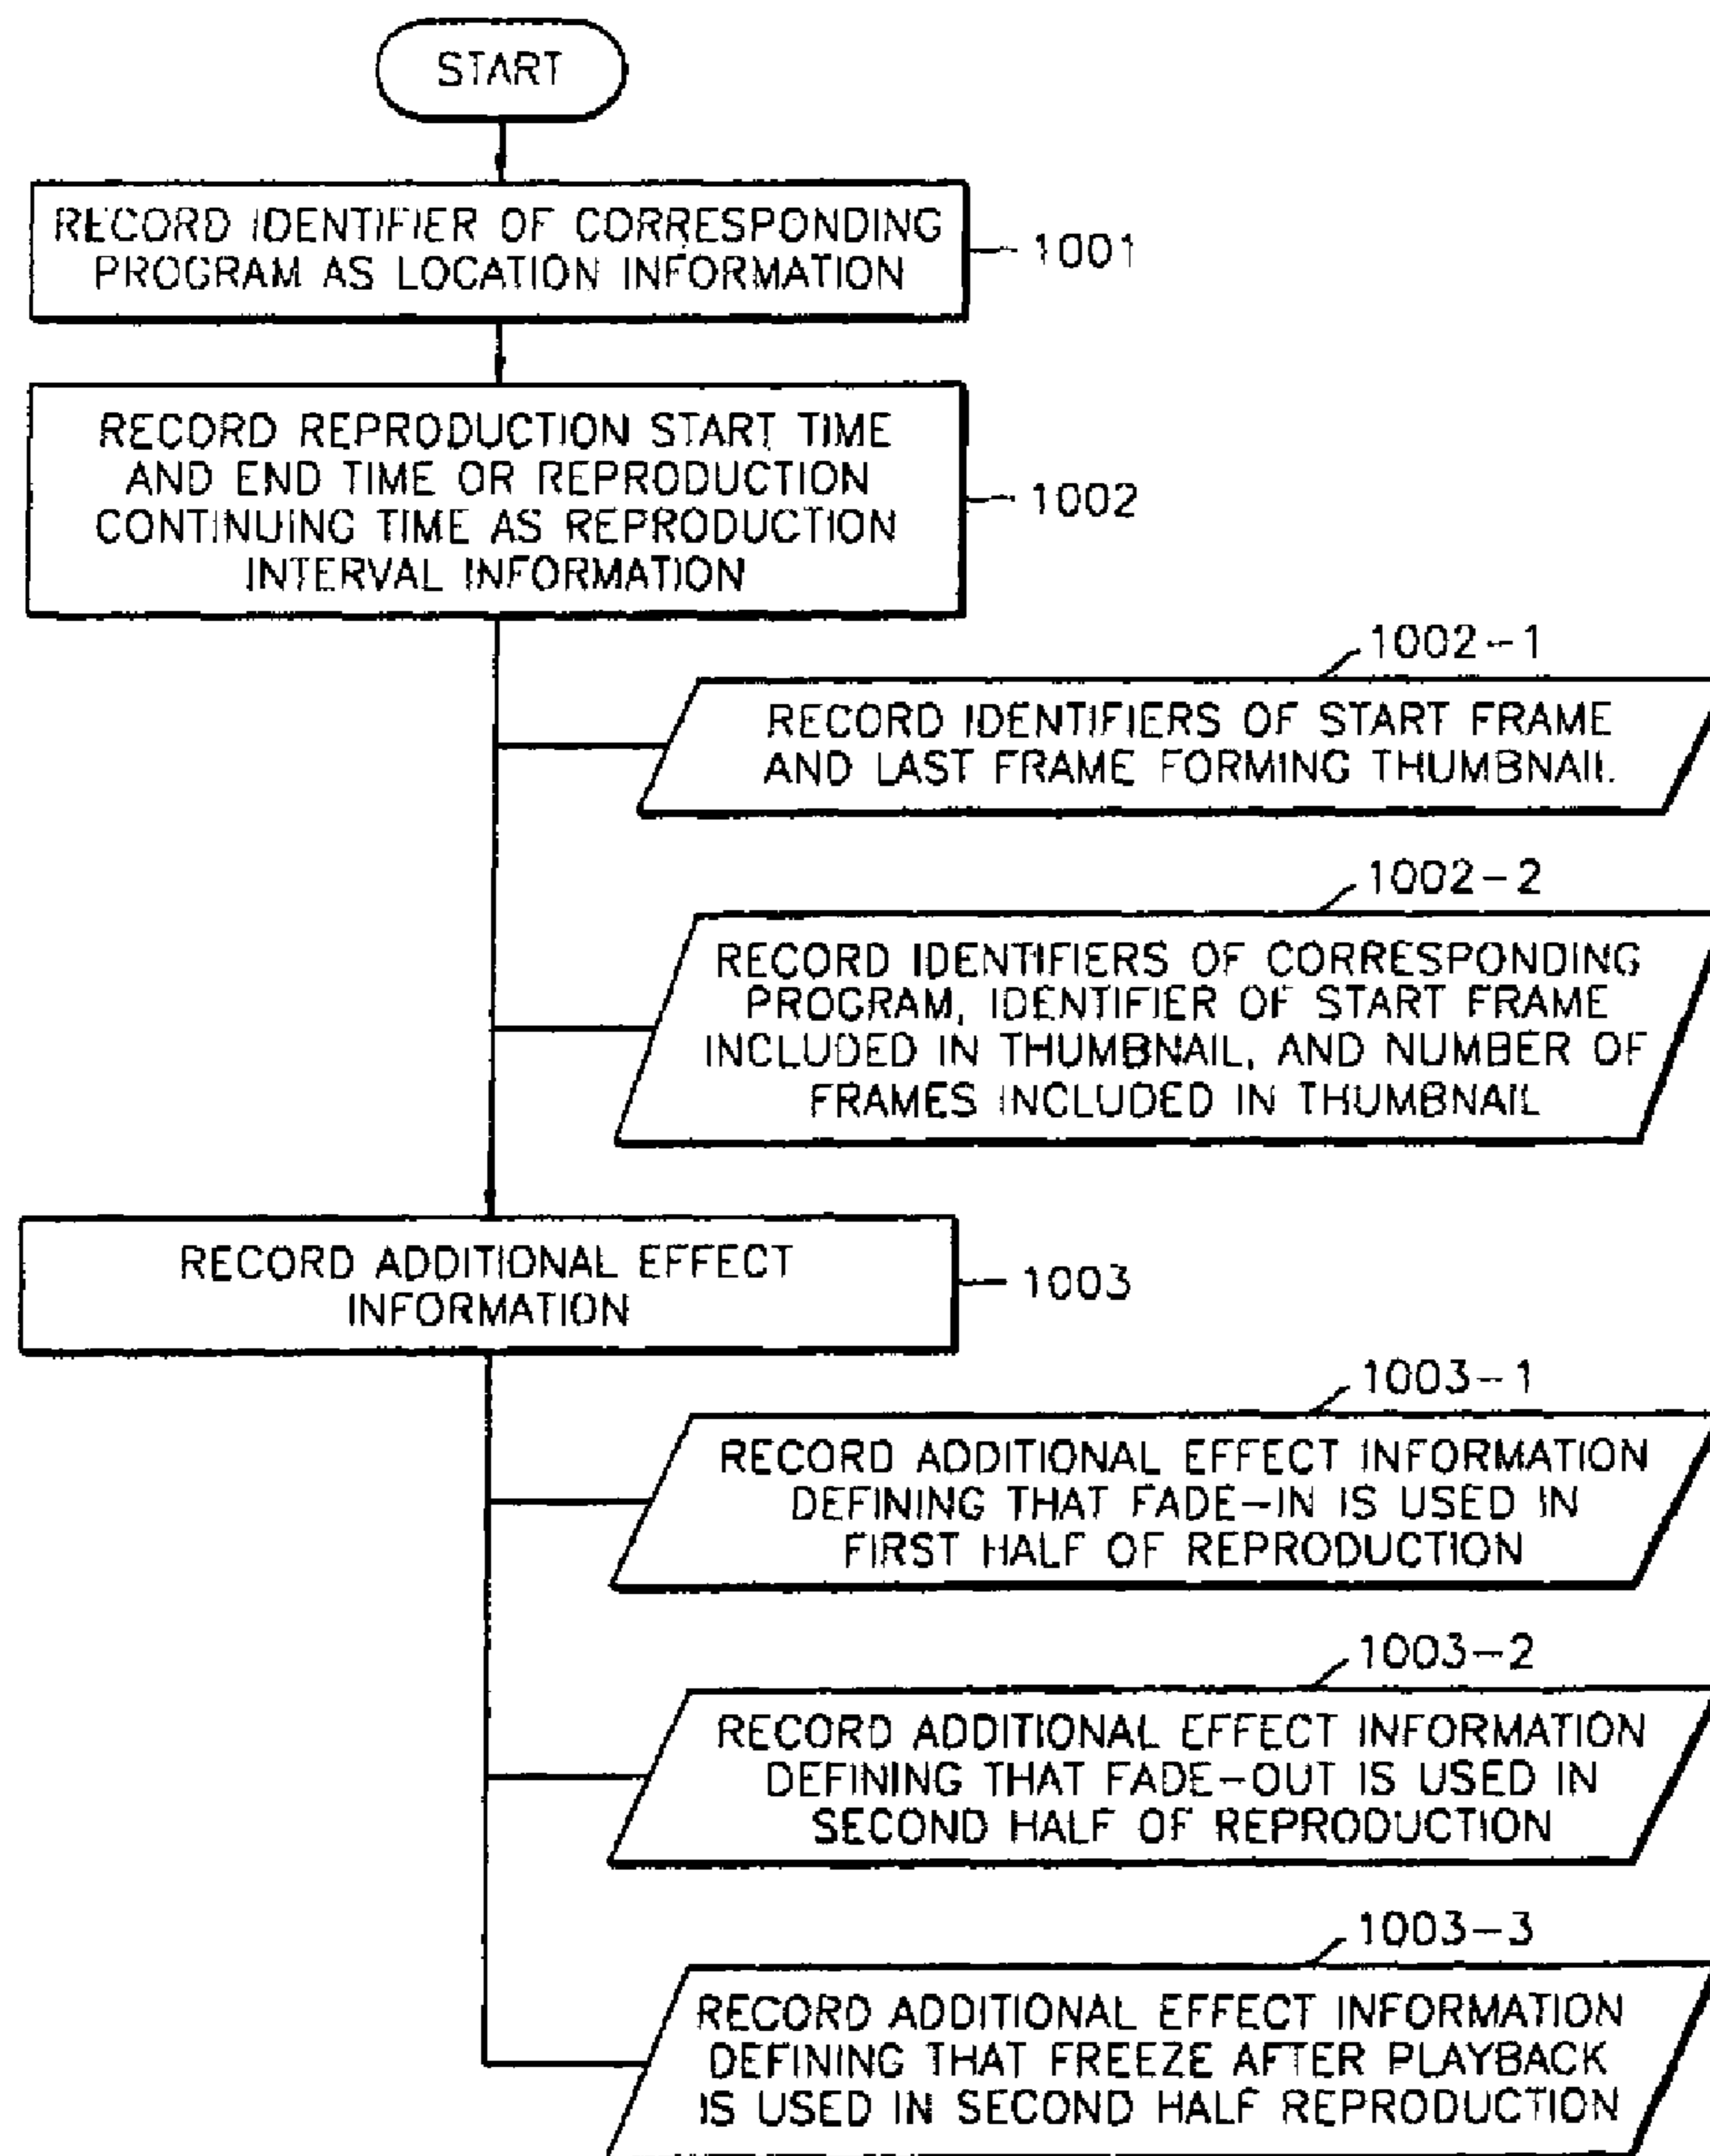 START
RECORD IDENTIFIER OF CORRESPONDING
PROGRAM AS LOCATION INFORMATION
1001
RECORD REPRODUCTION START TIME
AND END TIME OR REPRODUCTION
CONTINUING TIME AS REPRODUCTION
INTERVAL INFORMATION
1002
1002-1
RECORD IDENTIFIERS OF START FRAME
AND LAST FRAME FORMING THUMBNAIL
1002-2
RECORD IDENTIFIERS OF CORRESPONDING
PROGRAM, IDENTIFIER OF START FRAME
INCLUDED IN THUMBNAIL, AND NUMBER OF
FRAMES INCLUDED IN THUMBNAIL
RECORD ADDITIONAL EFFECT
INFORMATION
1003
1003-1
RECORD ADDITIONAL EFFECT INFORMATION
DEFINING THAT FADE-IN IS USED IN
FIRST HALF OF REPRODUCTION
1003-2
RECORD ADDITIONAL EFFECT INFORMATION
DEFINING THAT FADE-OUT IS USED IN
SECOND HALF OF REPRODUCTION
1003-3
RECORD ADDITIONAL EFFECT INFORMATION
DEFINING THAT FREEZE AFTER PLAYBACK
IS USED IN SECOND HALF REPRODUCTION